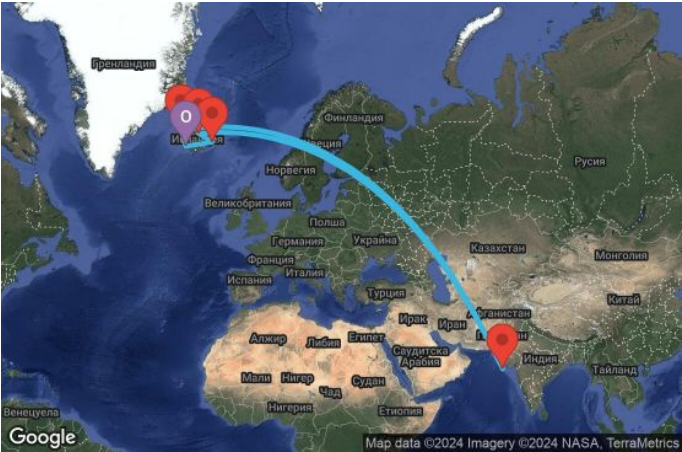 Гренландия
О
Финландия
Русия
Норвегия
Великобритания
Полша
Германия
Украйна
Казахстан
Монголия
Франция
Италия
Испания
Турция
Китай
Ирак
Иран
Алжир
Либия
Египет
Саудитска
Арабия
Индия
Тайланд
Мали
Нигер
Чад
Судан
Нигерия
Етиопия
Венецуела
Google
Map data ©2024 Imagery ©2024 NASA, TerraMetrics